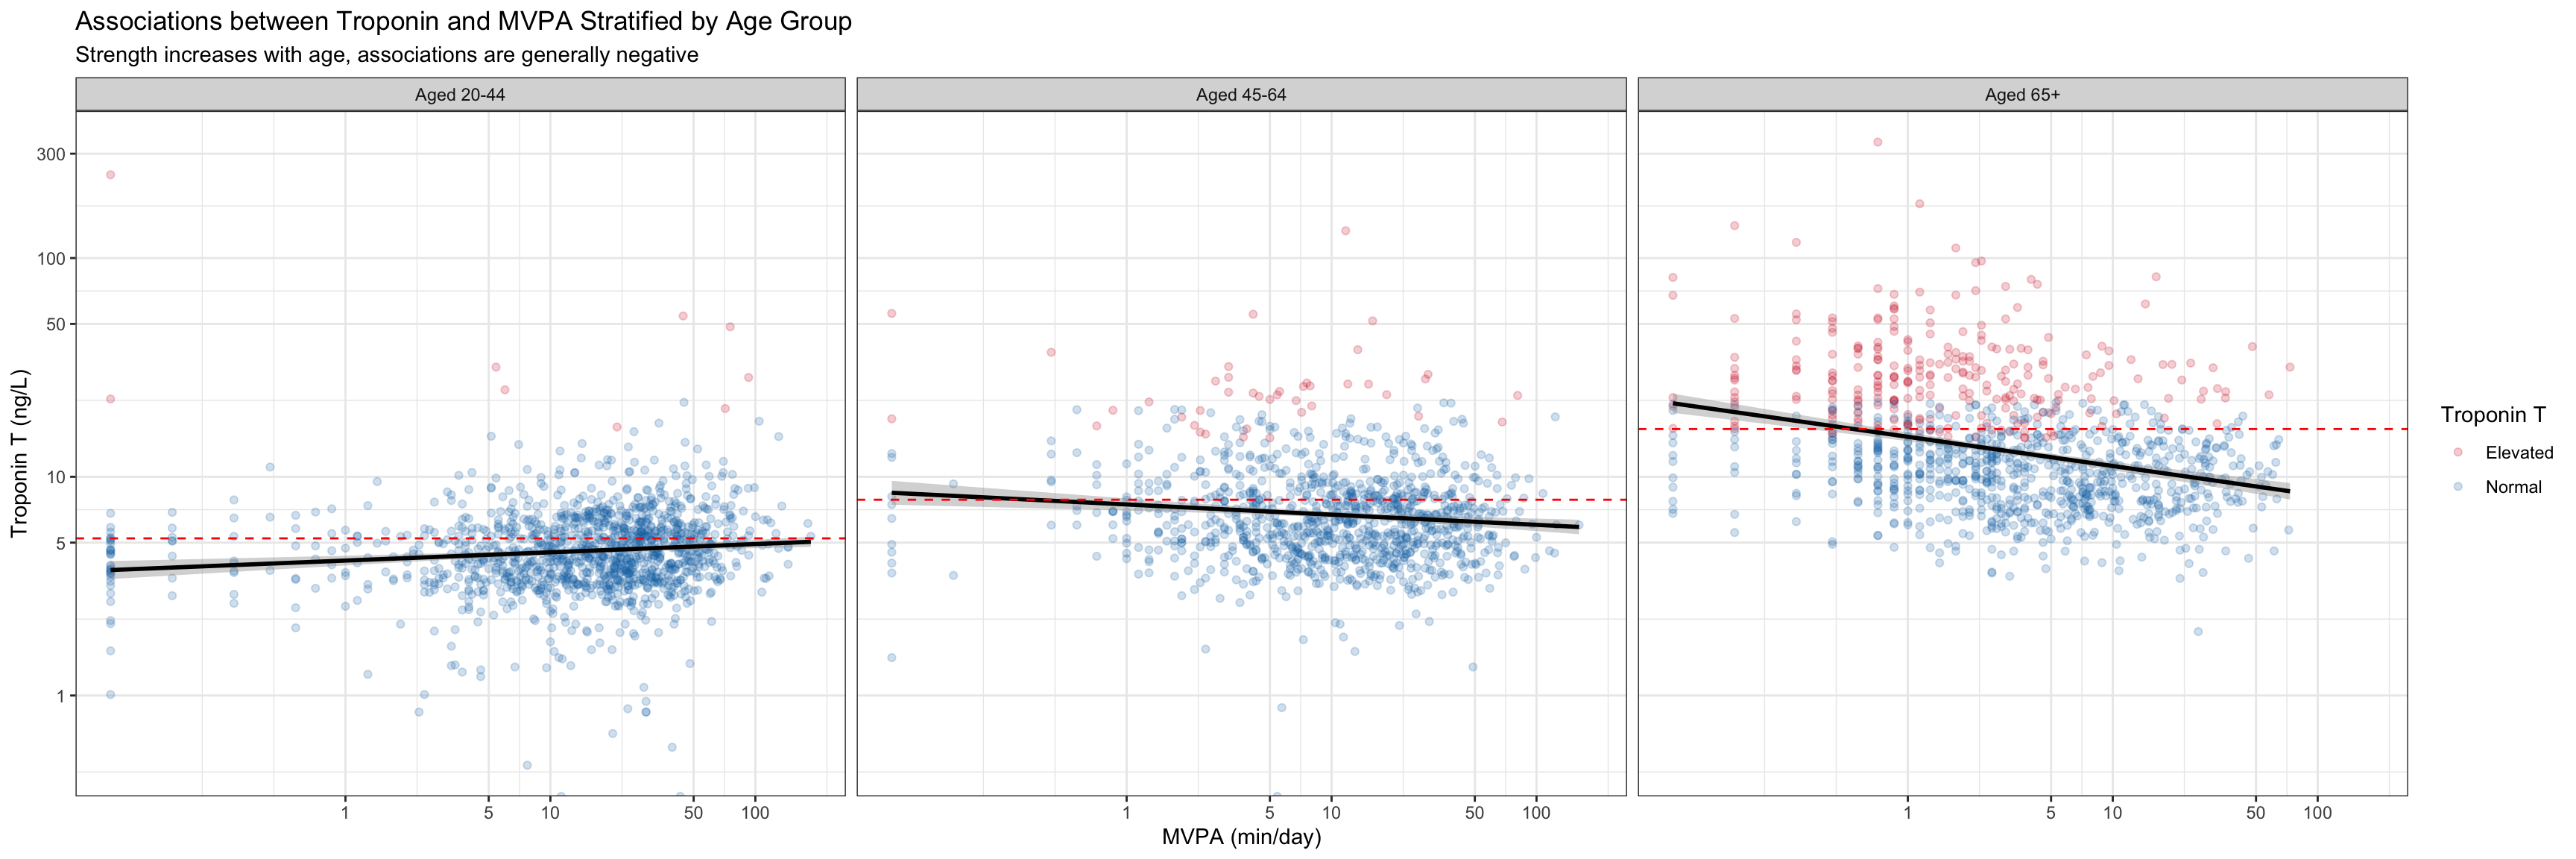 Associations between Troponin and MVPA Stratified by Age Group
Strength increases with age, associations are generally negative
Aged 20-44
Aged 45-64
Aged 65+
Troponin T (ng/L)
300
100
50
10
5
1
1 5 10 50 100
1 5 10 50 100
1 5 10 50 100
MVPA (min/day)
Troponin T
Elevated
Normal